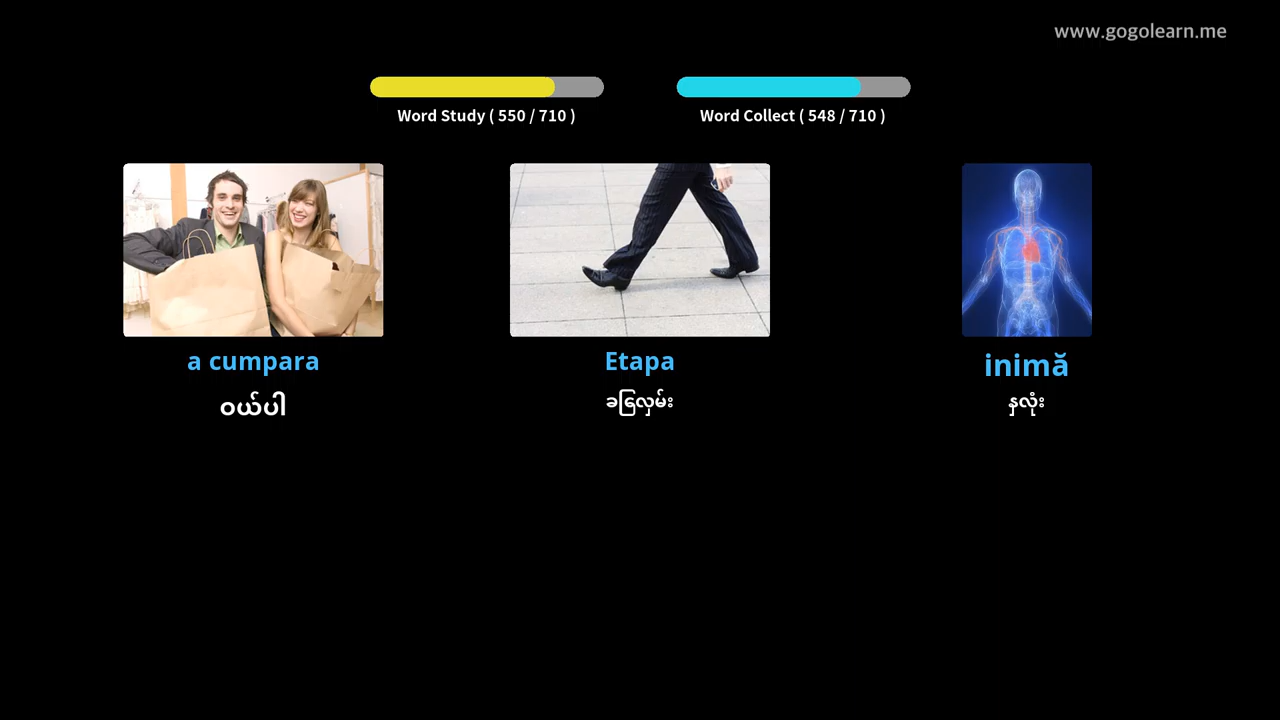 www.gogolearn.me
Word Study ( 550 / 710 )
Word Collect ( 548 / 710 )
a cumpara
Etapa
inimă
ဝယ်ပါ
ခြေလှမ်း
နှလုံး